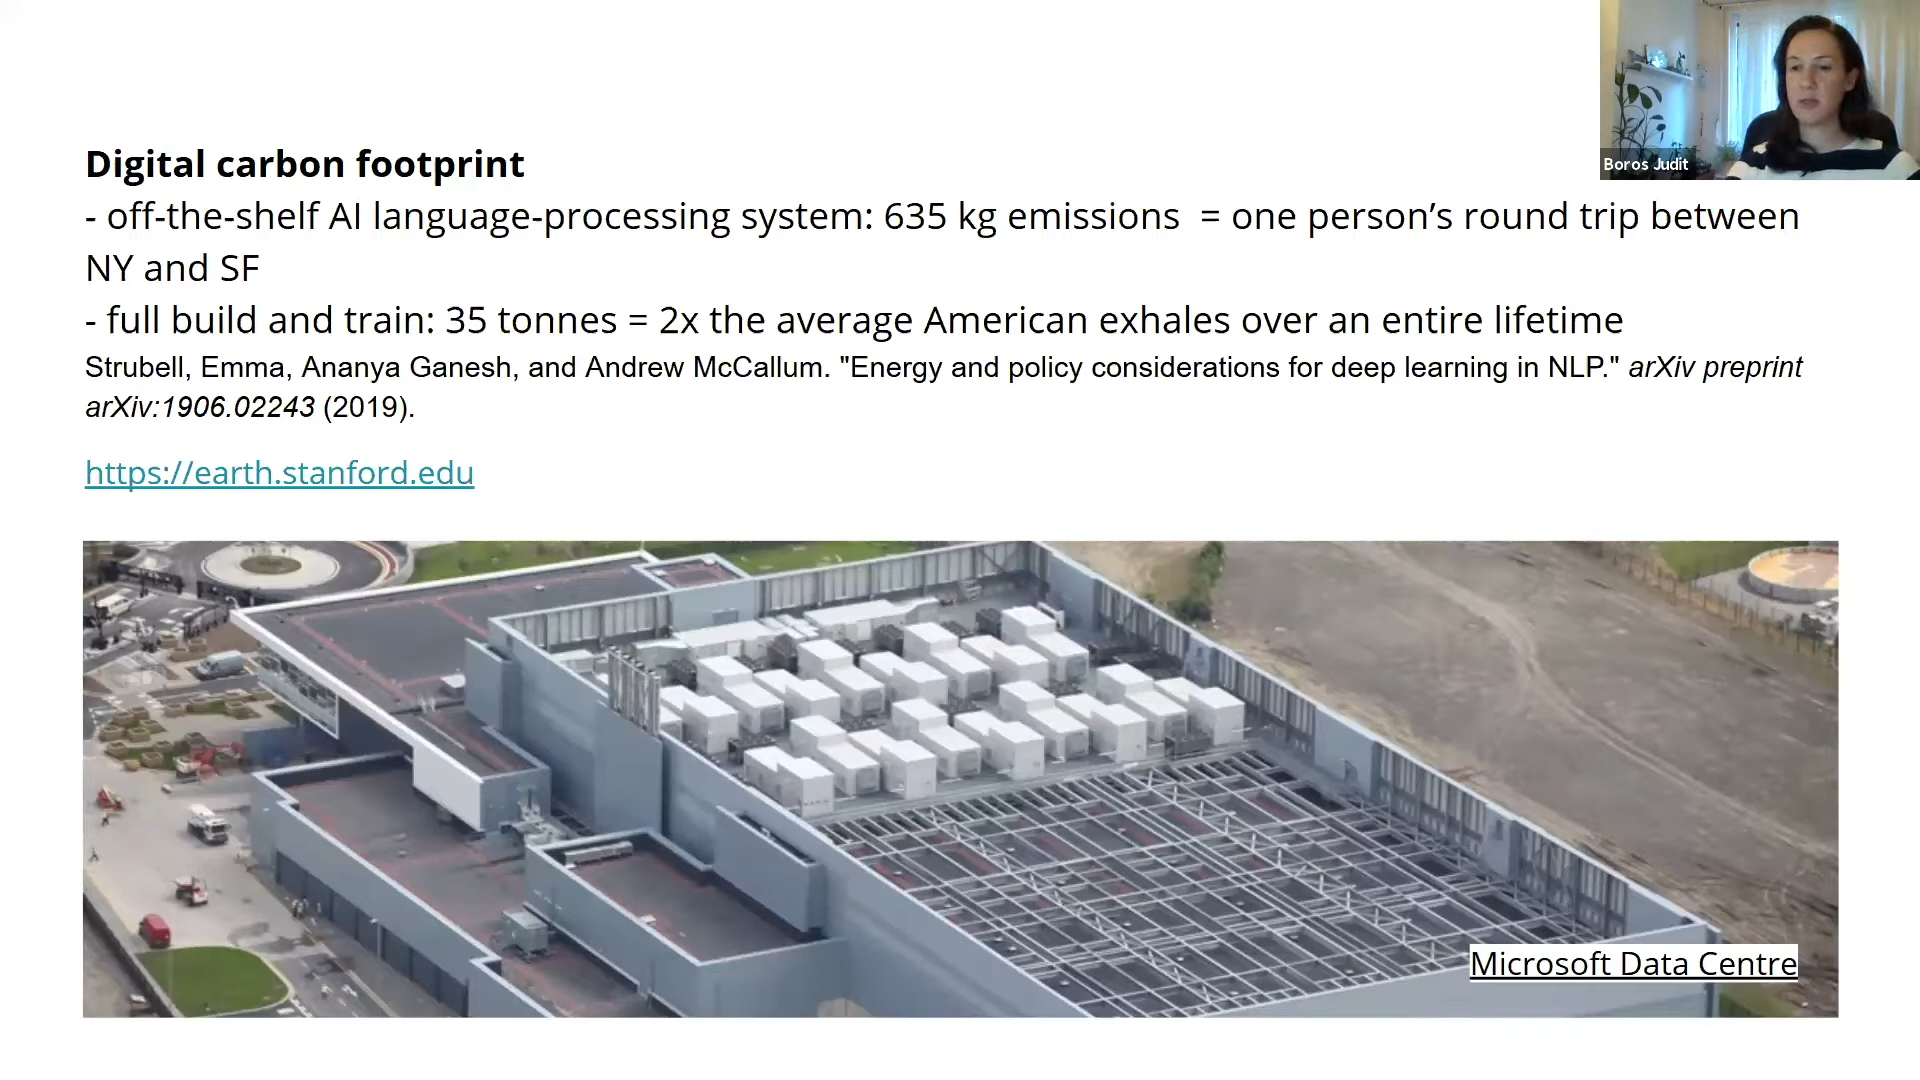 Boros Judit
Digital carbon footprint
- off-the-shelf AI language-processing system: 635 kg emissions  = one person’s round trip between
NY and SF
- full build and train: 35 tonnes = 2x the average American exhales over an entire lifetime
Strubell, Emma, Ananya Ganesh, and Andrew McCallum. "Energy and policy considerations for deep learning in NLP." arXiv preprint
arXiv:1906.02243 (2019).
https://earth.stanford.edu
Microsoft Data Centre